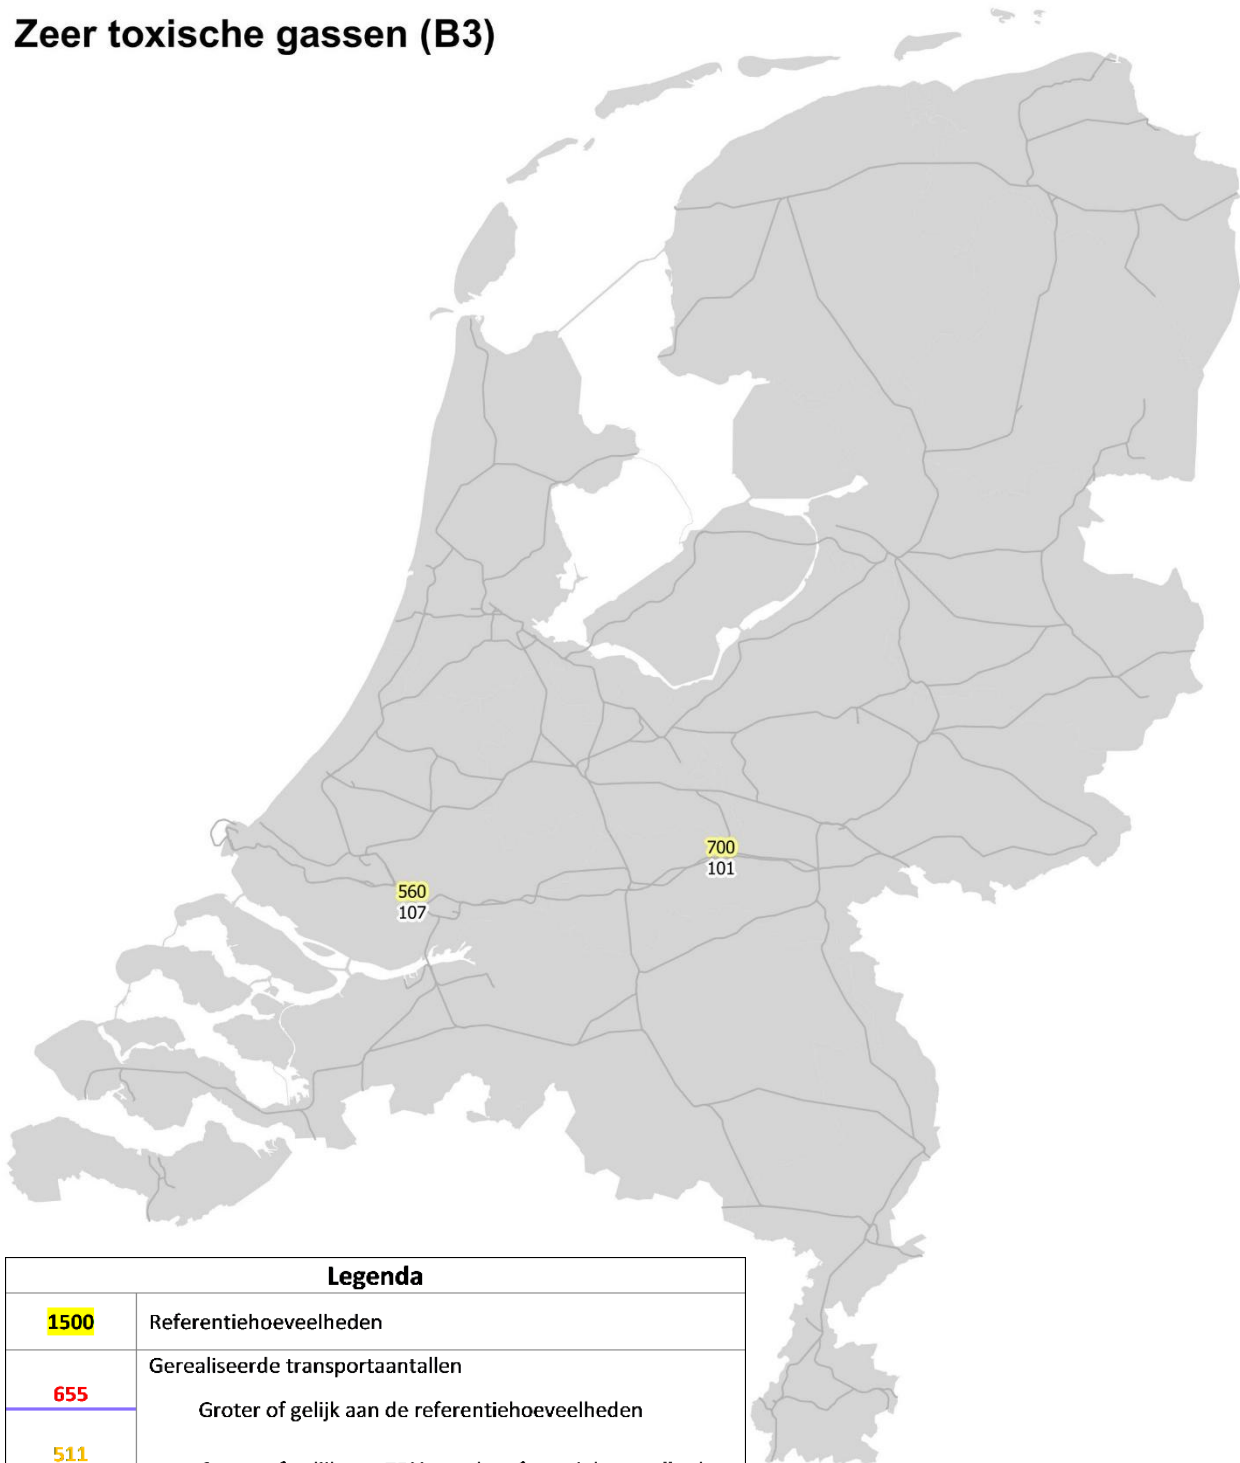 Zeer toxische gassen (B3)
700
101
560
107
Legenda
1500 Referentiehoeveelheden
Gerealiseerde transportaantallen
655
Groter of gelijk aan de referentiehoeveelheden
511